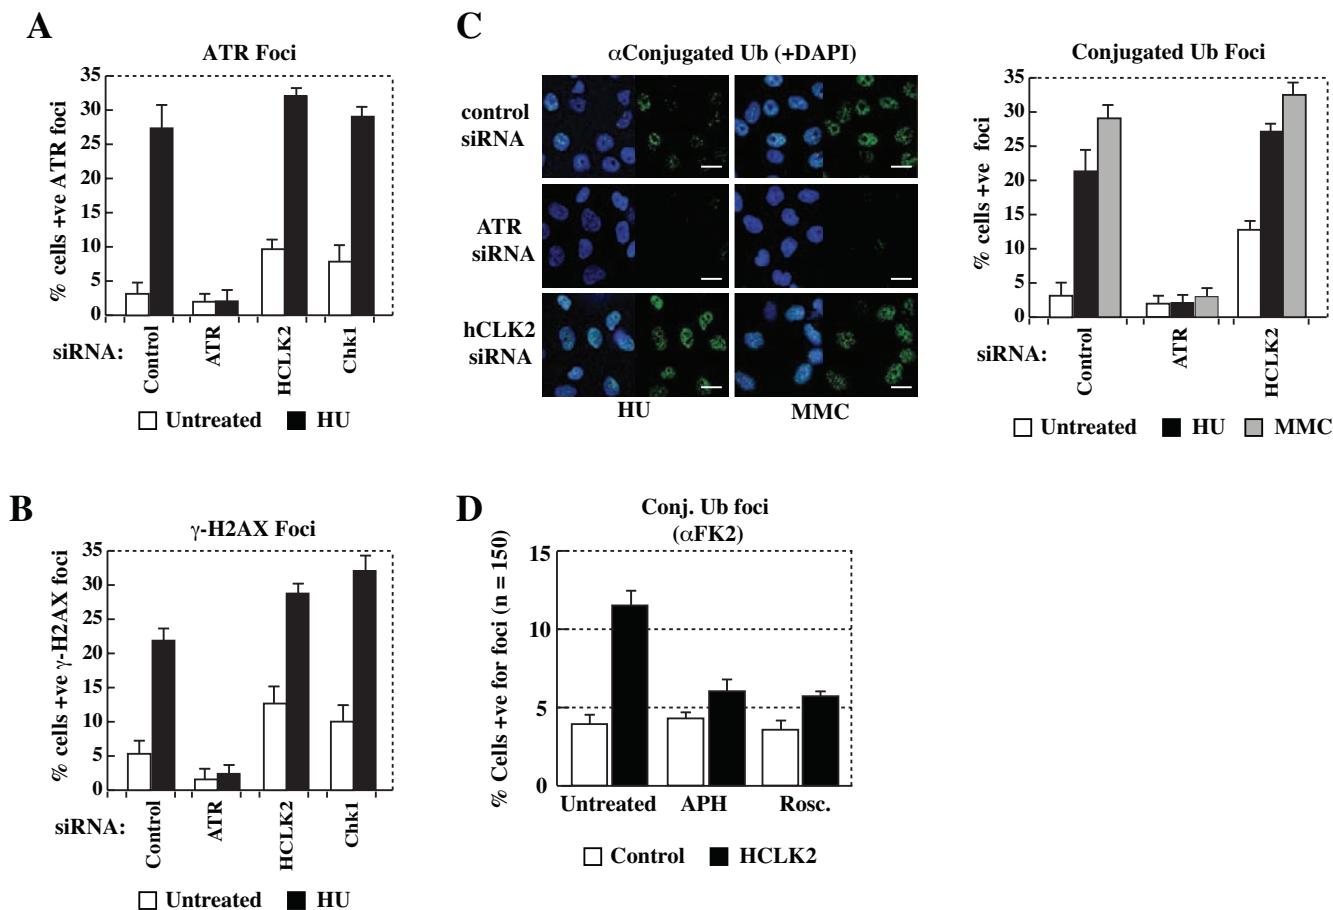 A
ATR Foci
% cells +ve ATR foci
35
30
25
20
15
10
5
0
siRNA:
Control
ATR
HCLK2
Chk1
Untreated
HU
B
γ-H2AX Foci
% cells +ve γ-H2AX foci
35
30
25
20
15
10
5
0
siRNA:
Control
ATR
HCLK2
Chk1
Untreated
HU
C
αConjugated Ub (+DAPI)
control
siRNA
ATR
siRNA
hCLK2
siRNA
HU
MMC
Conjugated Ub Foci
% cells +ve foci
35
30
25
20
15
10
5
0
siRNA:
Control
ATR
HCLK2
Untreated
HU
MMC
D
Conj. Ub foci
(αFK2)
% Cells +ve for foci (n = 150)
15
10
5
0
Untreated
APH
Rosc.
Control
HCLK2